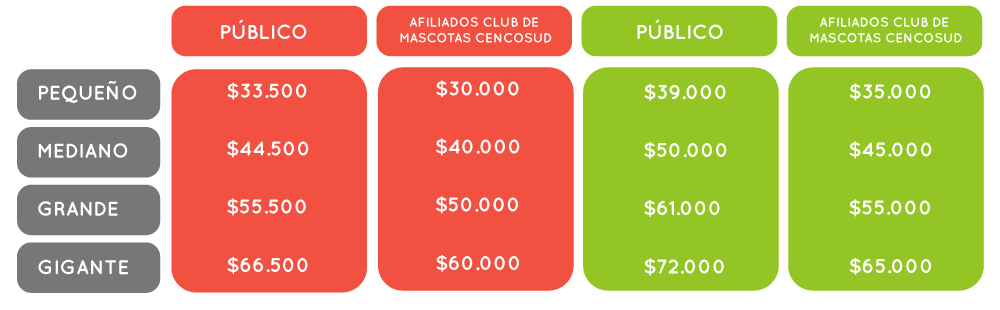 PÚBLICO
AFILIADOS CLUB DE
MASCOTAS CENCOSUD
PÚBLICO
AFILIADOS CLUB DE
MASCOTAS CENCOSUD
PEQUEÑO $33.500 $30.000 $39.000 $35.000
MEDIANO $44.500 $40.000 $50.000 $45.000
GRANDE $55.500 $50.000 $61.000 $55.000
GIGANTE $66.500 $60.000 $72.000 $65.000